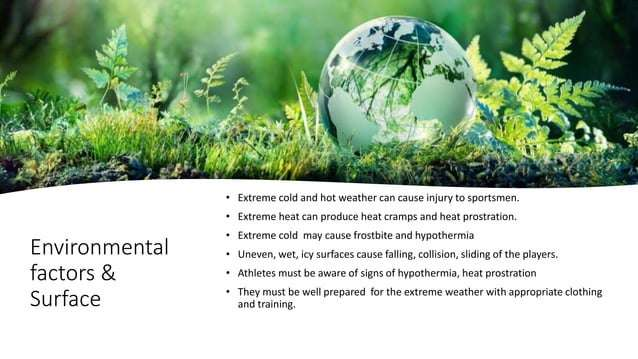 Environmental
factors &
Surface
• Extreme cold and hot weather can cause injury to sportsmen.
• Extreme heat can produce heat cramps and heat prostration.
• Extreme cold  may cause frostbite and hypothermia
• Uneven, wet, icy surfaces cause falling, collision, sliding of the players.
• Athletes must be aware of signs of hypothermia, heat prostration
• They must be well prepared  for the extreme weather with appropriate clothing
and training.